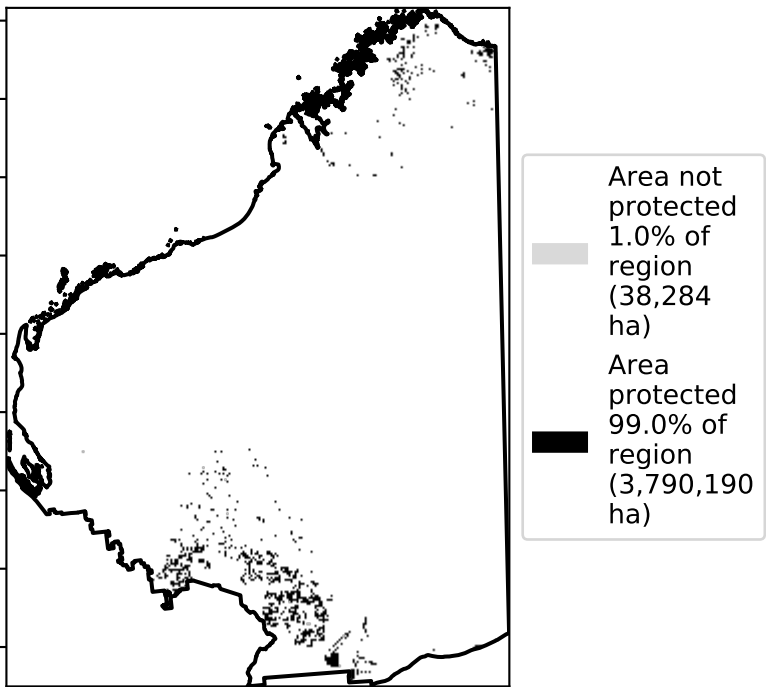 Area not
protected
1.0% of
region
(38,284
ha)
Area
protected
99.0% of
region
(3,790,190
ha)